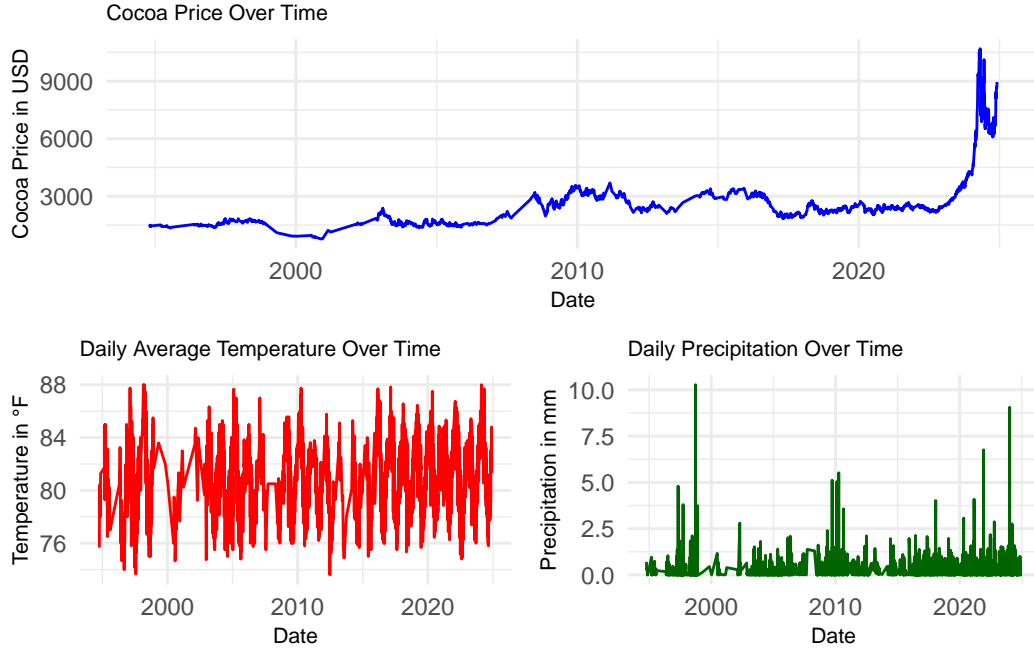 Cocoa Price Over Time
Cocoa Price in USD
9000
6000
3000
2000
2010
2020
Date
Daily Average Temperature Over Time
Temperature in °F
88
84
80
76
2000
2010
2020
Date
Daily Precipitation Over Time
Precipitation in mm
10.0
7.5
5.0
2.5
0.0
2000
2010
2020
Date